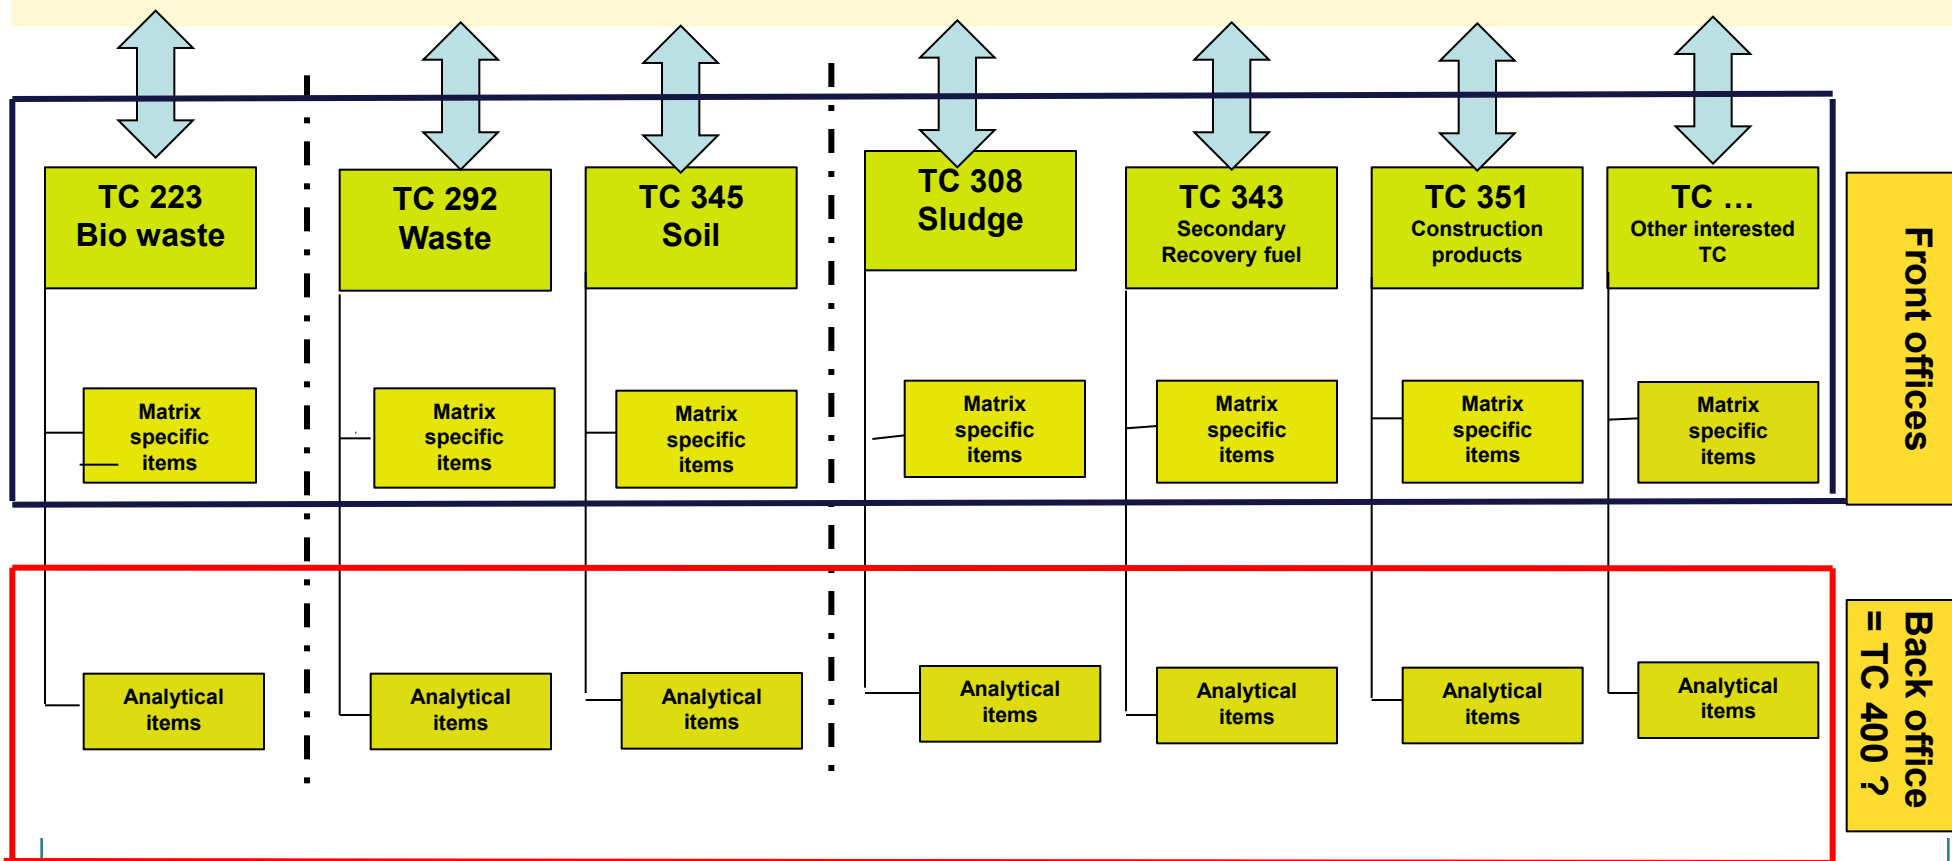 TC 223
Bio waste
TC 292
Waste
TC 345
Soil
TC 308
Sludge
TC 343
Secondary
Recovery fuel
TC 351
Construction
products
TC …
Other interested
TC
Front offices
Matrix
specific
items
Matrix
specific
items
Matrix
specific
items
Matrix
specific
items
Matrix
specific
items
Matrix
specific
items
Matrix
specific
items
Analytical
items
Analytical
items
Analytical
items
Analytical
items
Analytical
items
Analytical
items
Analytical
items
Back office
= TC 400 ?